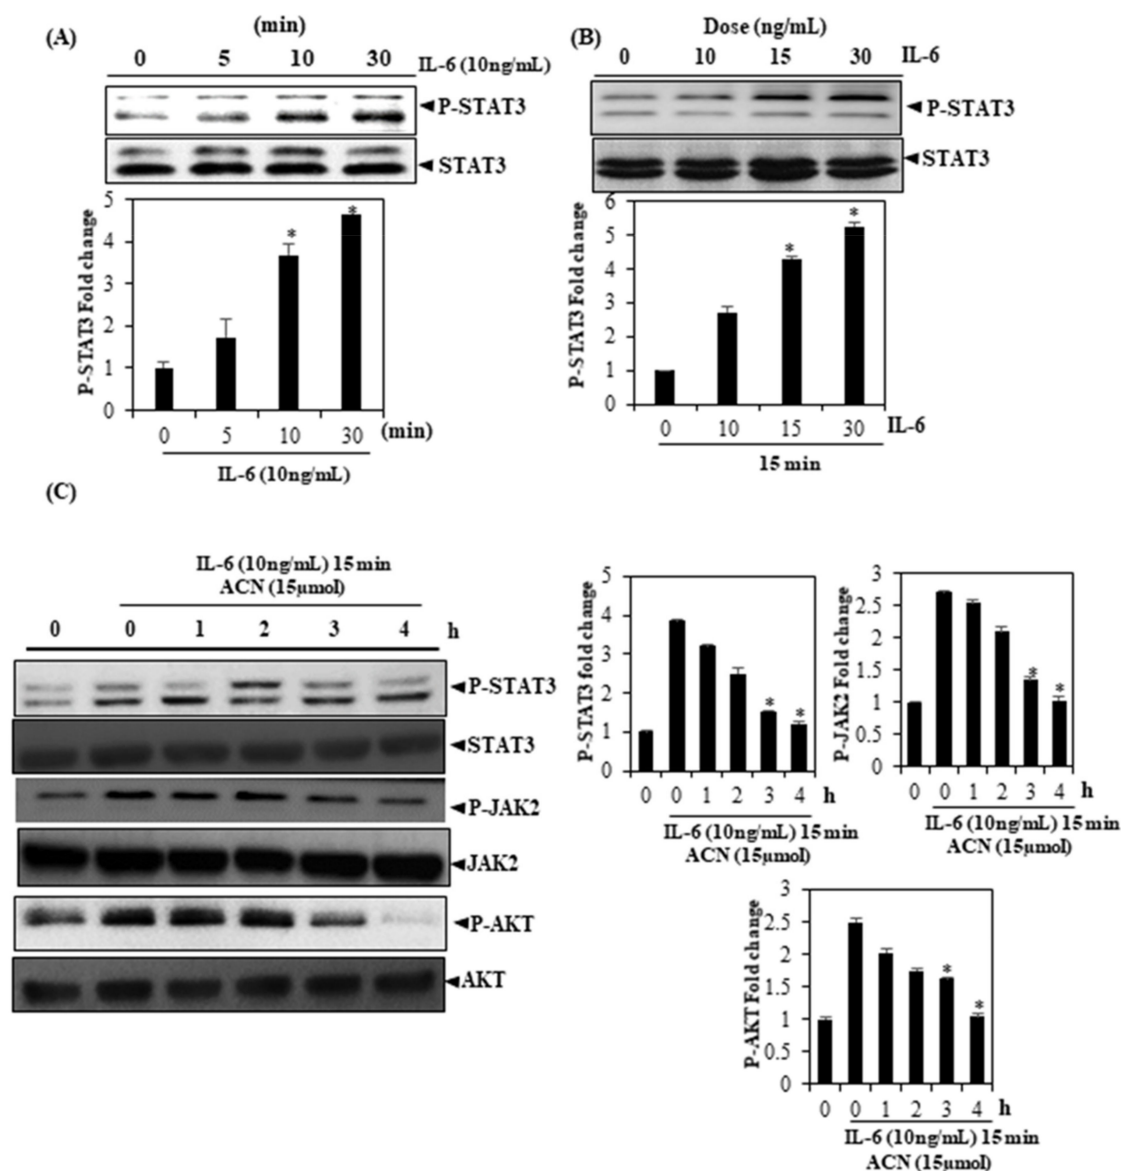 (A)
(min)
0 5 10 30 IL-6 (10ng/mL)
P-STAT3
STAT3
P-STAT3 Fold change
5
4
3
2
1
0
* *
0 5 10 30 (min)
IL-6 (10ng/mL)
(B)
Dose (ng/mL)
0 10 15 30 IL-6
P-STAT3
STAT3
P-STAT3 Fold change
6
5
4
3
2
1
0
* *
0 10 15 30 IL-6
15 min
(C)
IL-6 (10ng/mL) 15 min
ACN (15µmol)
0 0 1 2 3 4 h
P-STAT3
STAT3
P-JAK2
JAK2
P-AKT
AKT
P-STAT3 fold change
5
4
3
2
1
0
* *
0 0 1 2 3 4 h
IL-6 (10ng/mL) 15 min
ACN (15µmol)
P-JAK2 Fold change
3
2.5
2
1.5
1
0.5
0
* *
0 0 1 2 3 4 h
IL-6 (10ng/mL) 15 min
ACN (15µmol)
P-AKT Fold change
3
2.5
2
1.5
1
0.5
0
* *
0 0 1 2 3 4 h
IL-6 (10ng/mL) 15 min
ACN (15µmol)